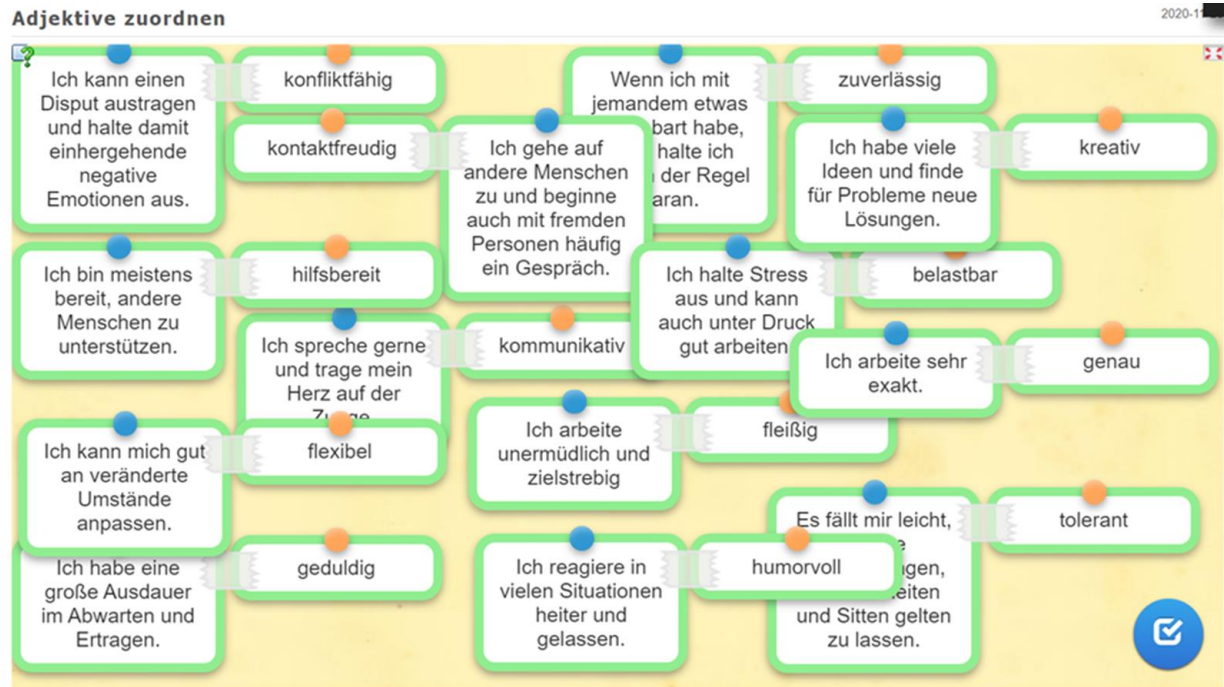 Adjektive zuordnen
2020-11
Ich kann einen
Disput austragen
und halte damit
einhergehende
negative
Emotionen aus.
konfliktfähig
Wenn ich mit
jemandem etwas
habe,
halte ich
der Regel
zuverlässig
kontaktfreudig
Ich gehe auf
andere Menschen
zu und beginne
auch mit fremden
Personen häufig
ein Gespräch.
Ich habe viele
Ideen und finde
für Probleme neue
Lösungen.
kreativ
Ich bin meistens
bereit, andere
Menschen zu
unterstützen.
hilfsbereit
Ich halte Stress
aus und kann
auch unter Druck
gut arbeiten
belastbar
Ich spreche gerne
und trage mein
Herz auf der
kommunikativ
Ich arbeite sehr
exakt.
genau
Ich kann mich gut
an veränderte
Umstände
anpassen.
flexibel
Ich arbeite
unermüdlich und
zielstrebig
fleißig
Es fällt mir leicht,
und Sitten gelten
zu lassen.
tolerant
Ich habe eine
große Ausdauer
im Abwarten und
Ertragen.
geduldig
Ich reagiere in
vielen Situationen
heiter und
gelassen.
humorvoll